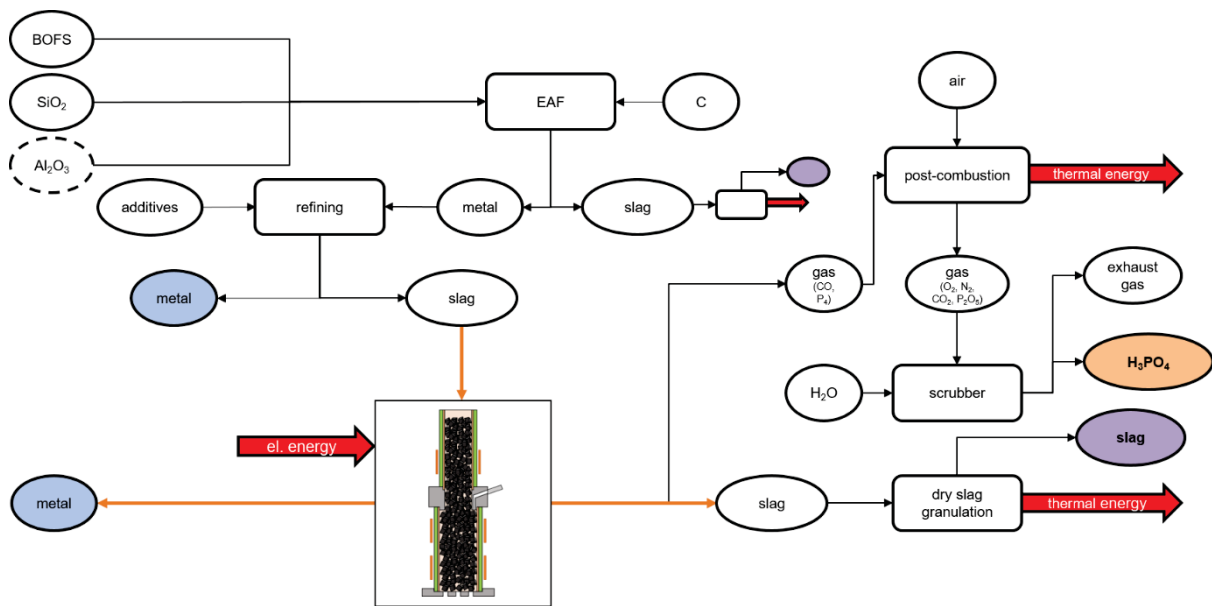 BOFS
SiO₂
Al₂O₃
EAF
C
air
post-combustion
thermal energy
additives
refining
metal
slag
metal
slag
gas
(CO,
P₄)
gas
(O₂, N₂,
CO₂, P₂O₅)
exhaust
gas
H₂O
scrubber
H₃PO₄
el. energy
slag
metal
slag
dry slag
granulation
thermal energy